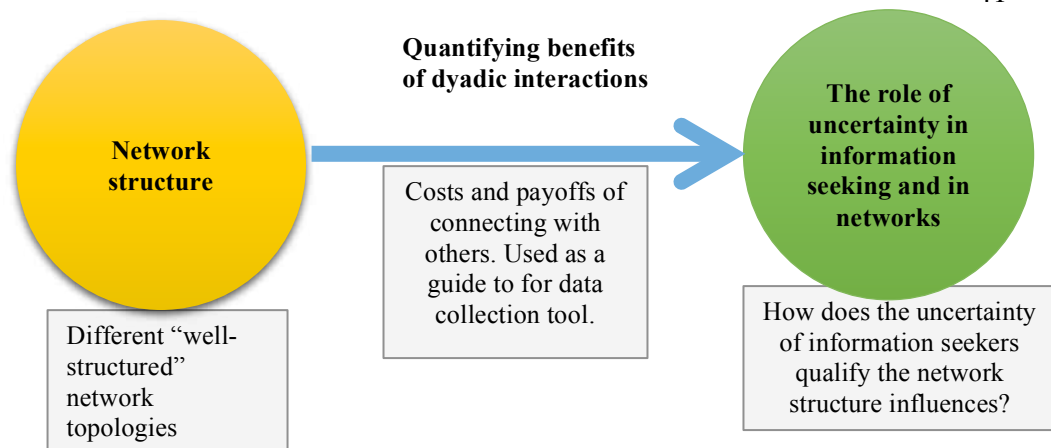 Quantifying benefits
of dyadic interactions
Network
structure
The role of
uncertainty in
information
seeking and in
networks
Costs and payoffs of
connecting with
others. Used as a
guide to for data
collection tool.
Different “well-
structured”
network
topologies
How does the uncertainty
of information seekers
qualify the network
structure influences?